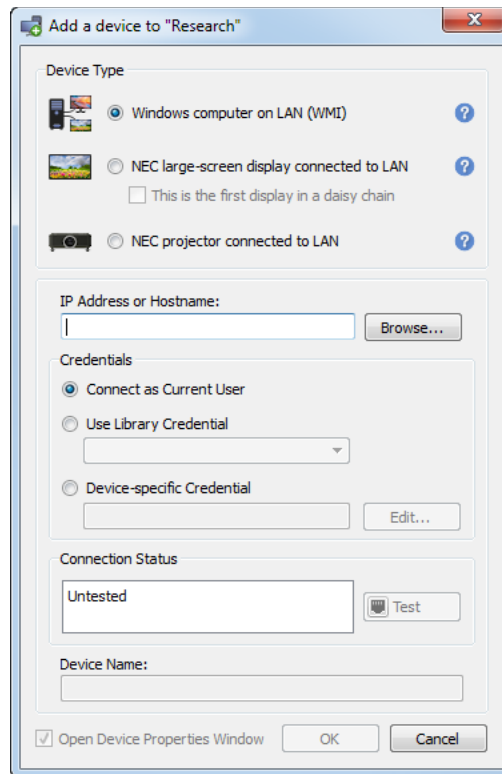 Add a device to "Research"
Device Type
Windows computer on LAN (WMI)
?
NEC large-screen display connected to LAN
?
This is the first display in a daisy chain
NEC projector connected to LAN
?
IP Address or Hostname:
Browse...
Credentials
Connect as Current User
Use Library Credential
Device-specific Credential
Edit...
Connection Status
Untested
Test
Device Name:
Open Device Properties Window
OK
Cancel